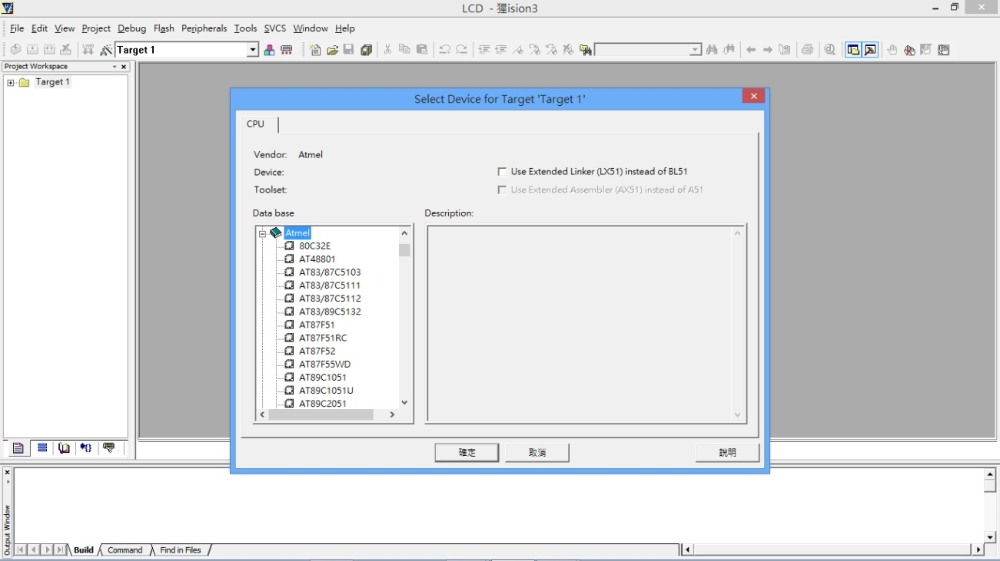 LCD - 猩ision3
File Edit View Project Debug Flash Peripherals Tools SVCS Window Help
LOAD Target 1
Project Workspace
Target 1
Select Device for Target 'Target 1'
CPU
Vendor: Atmel
Device:
Use Extended Linker (LX51) instead of BL51
Toolset:
Use Extended Assembler (AX51) instead of A51
Data base
Description:
Atmel
80C32E
AT48801
AT83/87C5103
AT83/87C5111
AT83/87C5112
AT83/89C5132
AT87F51
AT87F51RC
AT87F52
AT87F55WD
AT89C1051
AT89C1051U
AT89C2051
確定 取消 說明
Output Window
Build Command Find in Files